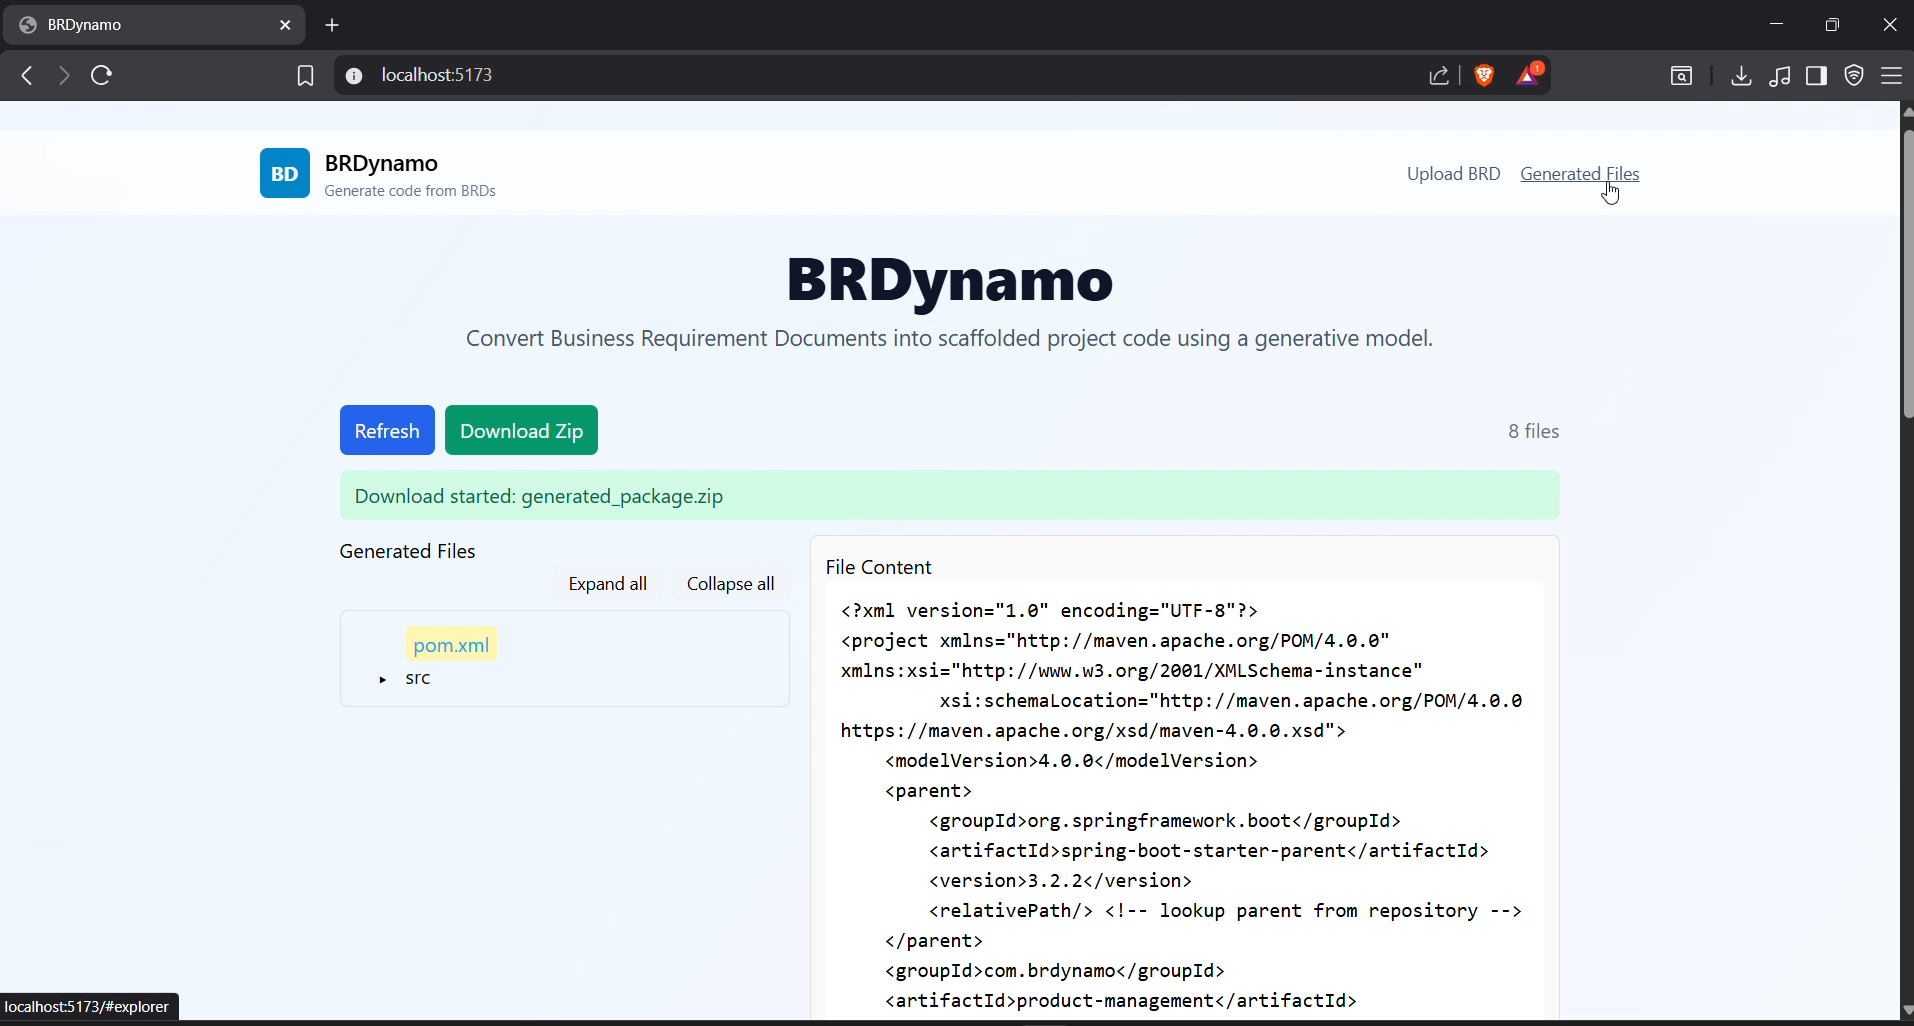 BRDynamo
localhost:5173
1
BD
BRDynamo
Generate code from BRDs
Upload BRD
Generated Files
BRDynamo
Convert Business Requirement Documents into scaffolded project code using a generative model.
Refresh
Download Zip
8 files
Download started: generated_package.zip
Generated Files
Expand all
Collapse all
pom.xml
src
File Content
<?xml version="1.0" encoding="UTF-8"?>
<project xmlns="http://maven.apache.org/POM/4.0.0"
xmlns:xsi="http://www.w3.org/2001/XMLSchema-instance"
xsi:schemaLocation="http://maven.apache.org/POM/4.0.0
https://maven.apache.org/xsd/maven-4.0.0.xsd">
<modelVersion>4.0.0</modelVersion>
<parent>
<groupId>org.springframework.boot</groupId>
<artifactId>spring-boot-starter-parent</artifactId>
<version>3.2.2</version>
<relativePath/> <!-- lookup parent from repository -->
</parent>
<groupId>com.brdynamo</groupId>
<artifactId>product-management</artifactId>
localhost:5173/#explorer